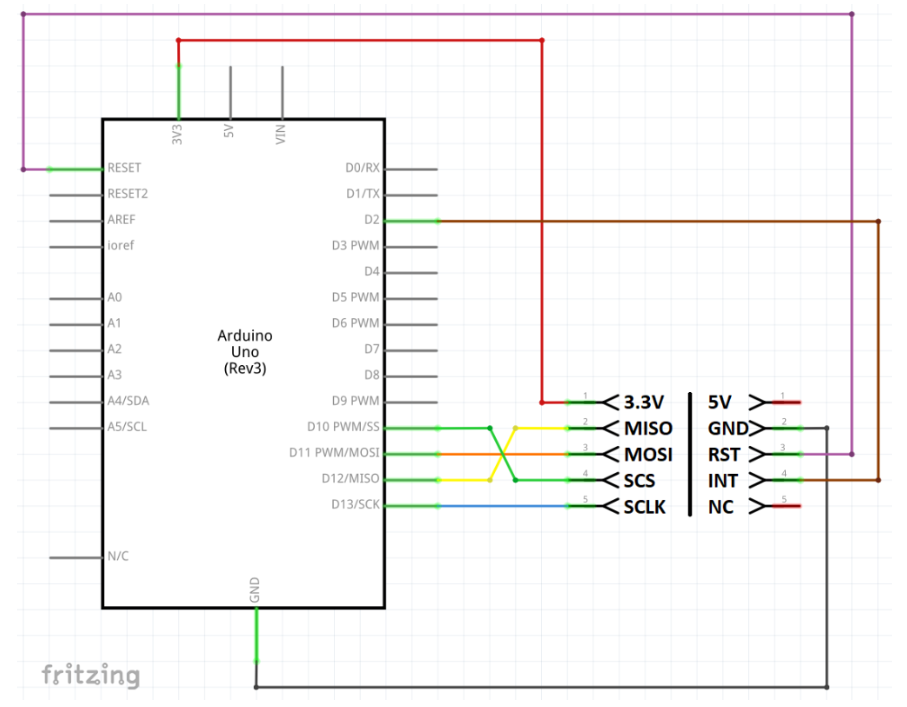 3V3
5V
VIN
RESET
RESET2
AREF
ioref
A0
A1
A2
A3
A4/SDA
A5/SCL
N/C
Arduino
Uno
(Rev3)
D0/RX
D1/TX
D2
D3 PWM
D4
D5 PWM
D6 PWM
D7
D8
D9 PWM
D10 PWM/SS
D11 PWM/MOSI
D12/MISO
D13/SCK
GND
1 3.3V
2 MISO
3 MOSI
4 SCS
5 SCLK
5V 1
GND 2
RST 3
INT 4
NC 5
fritzing